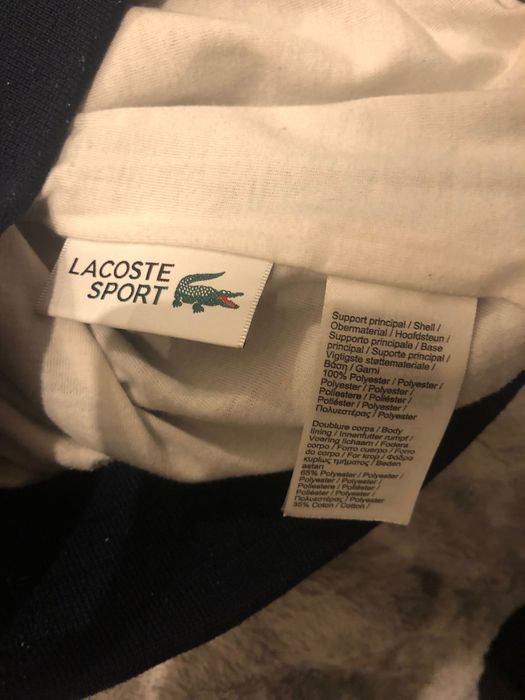 LACOSTE
SPORT
Support principal / Shell /
Obermaterial / Hoofdsteun /
Supporto principale / Base
principal / Suporte principal /
Vigtigste støttemateriale /
Βάση / Garni
100% Polyester / Polyester /
Polyester / Polyester /
Poliestere / Poliéster /
Poliéster / Polyester /
Πολυεστέρας / Polyester
Doublure corps / Body
lining / Innenfutter rumpf /
Voering lichaam / Fodera
corpo / Forro cuerpo / Forro
do corpo / For krop / Φόδρα
κυρίως τμήματος / Beden
astarı
65% Polyester / Polyester /
Polyester / Polyester /
Poliestere / Poliéster /
Poliéster / Polyester /
Πολυεστέρας / Polyester
35% Coton / Cotton /